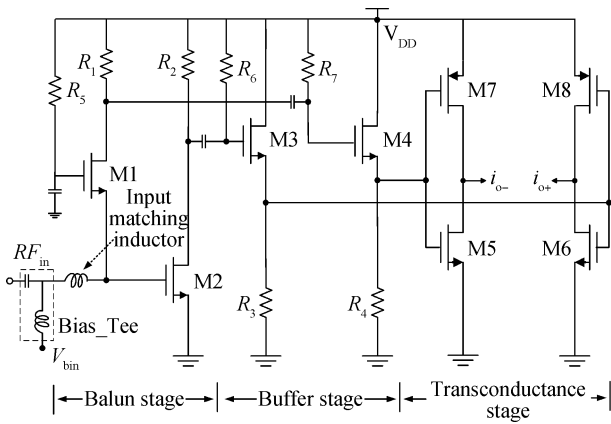 V_DD
R_1
R_2
R_5
R_6
R_7
M7
M8
M3
M4
M1
Input
matching
inductor
i_o−
i_o+
RF_in
M2
M5
M6
R_3
R_4
Bias_Tee
V_bin
Balun stage
Buffer stage
Transconductance
stage